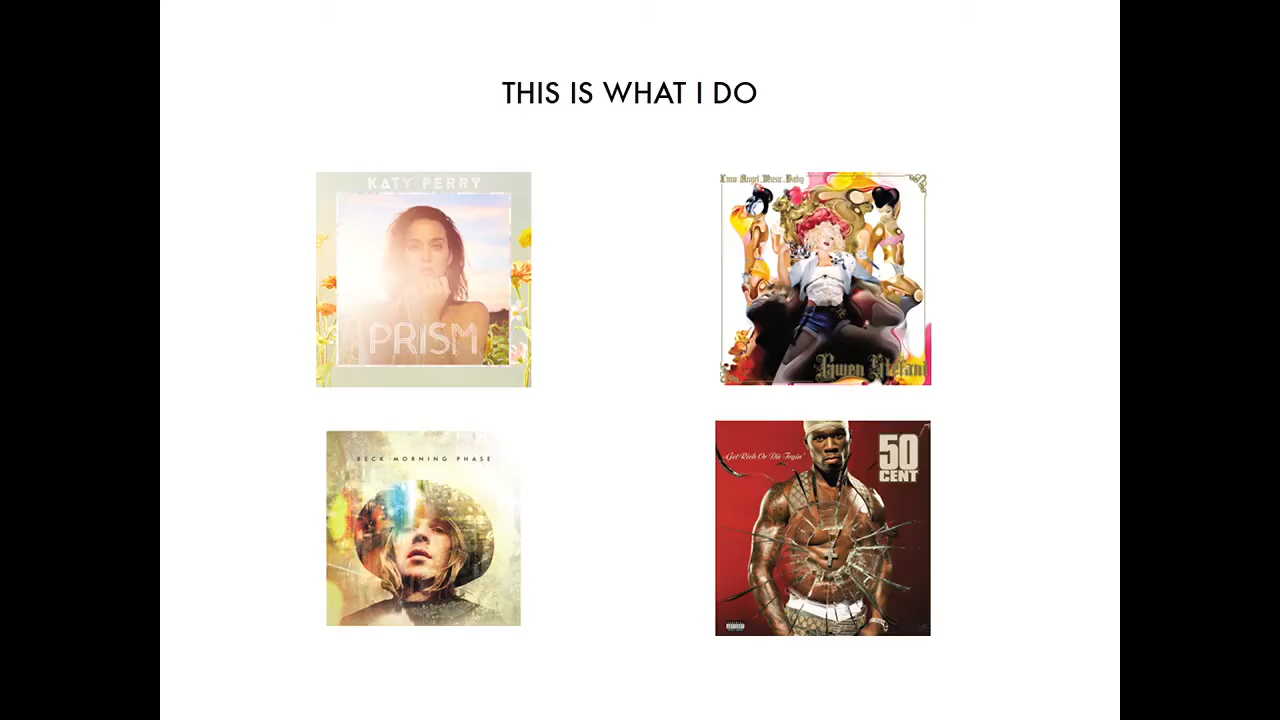 THIS IS WHAT I DO
KATY PERRY
PRISM
Love.Angel.Music.Baby
Gwen Stefani
BECK MORNING PHASE
Get Rich Or Die Tryin'
50
CENT